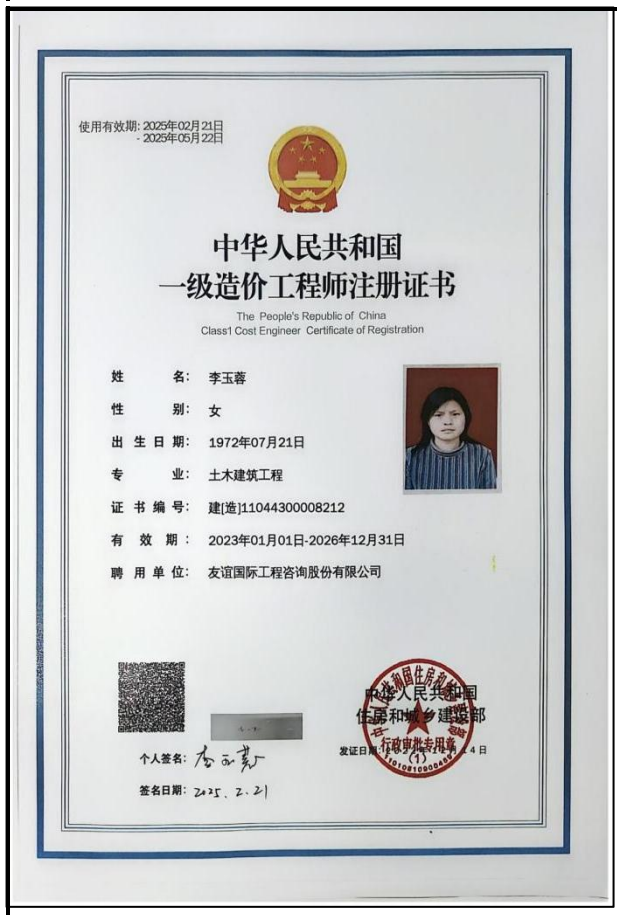 使用有效期: 2025年02月21日
- 2025年05月22日
中华人民共和国
一级造价工程师注册证书
The People's Republic of China
Class1 Cost Engineer Certificate of Registration
姓 名: 李玉蓉
性 别: 女
出 生 日 期: 1972年07月21日
专 业: 土木建筑工程
证 书 编 号: 建[造]11044300008212
有 效 期: 2023年01月01日-2026年12月31日
聘 用 单 位: 友谊国际工程咨询股份有限公司
中华人民共和国
住房和城乡建设部
行政审批专用章
(1)
发证日期:
14日
个人签名: 李玉蓉
签名日期: 2025.2.21